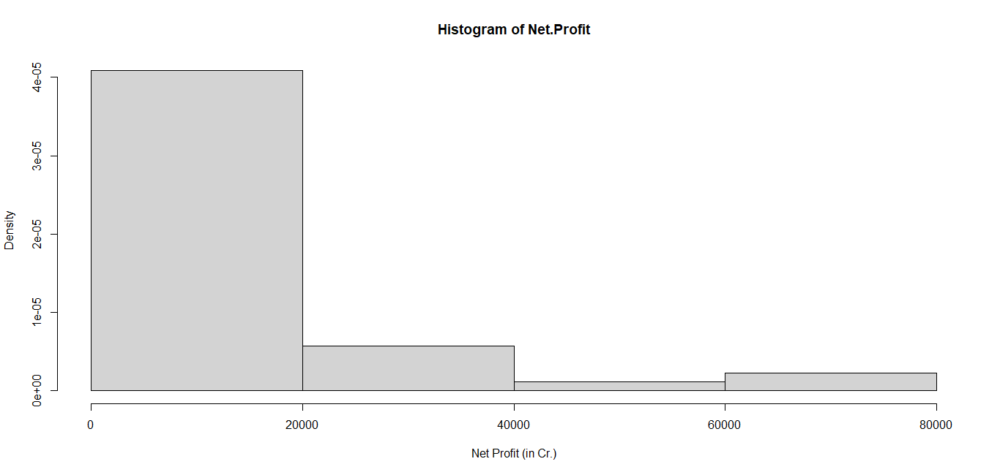 Histogram of Net.Profit
Density
4e-05
3e-05
2e-05
1e-05
0e+00
0 20000 40000 60000 80000
Net Profit (in Cr.)